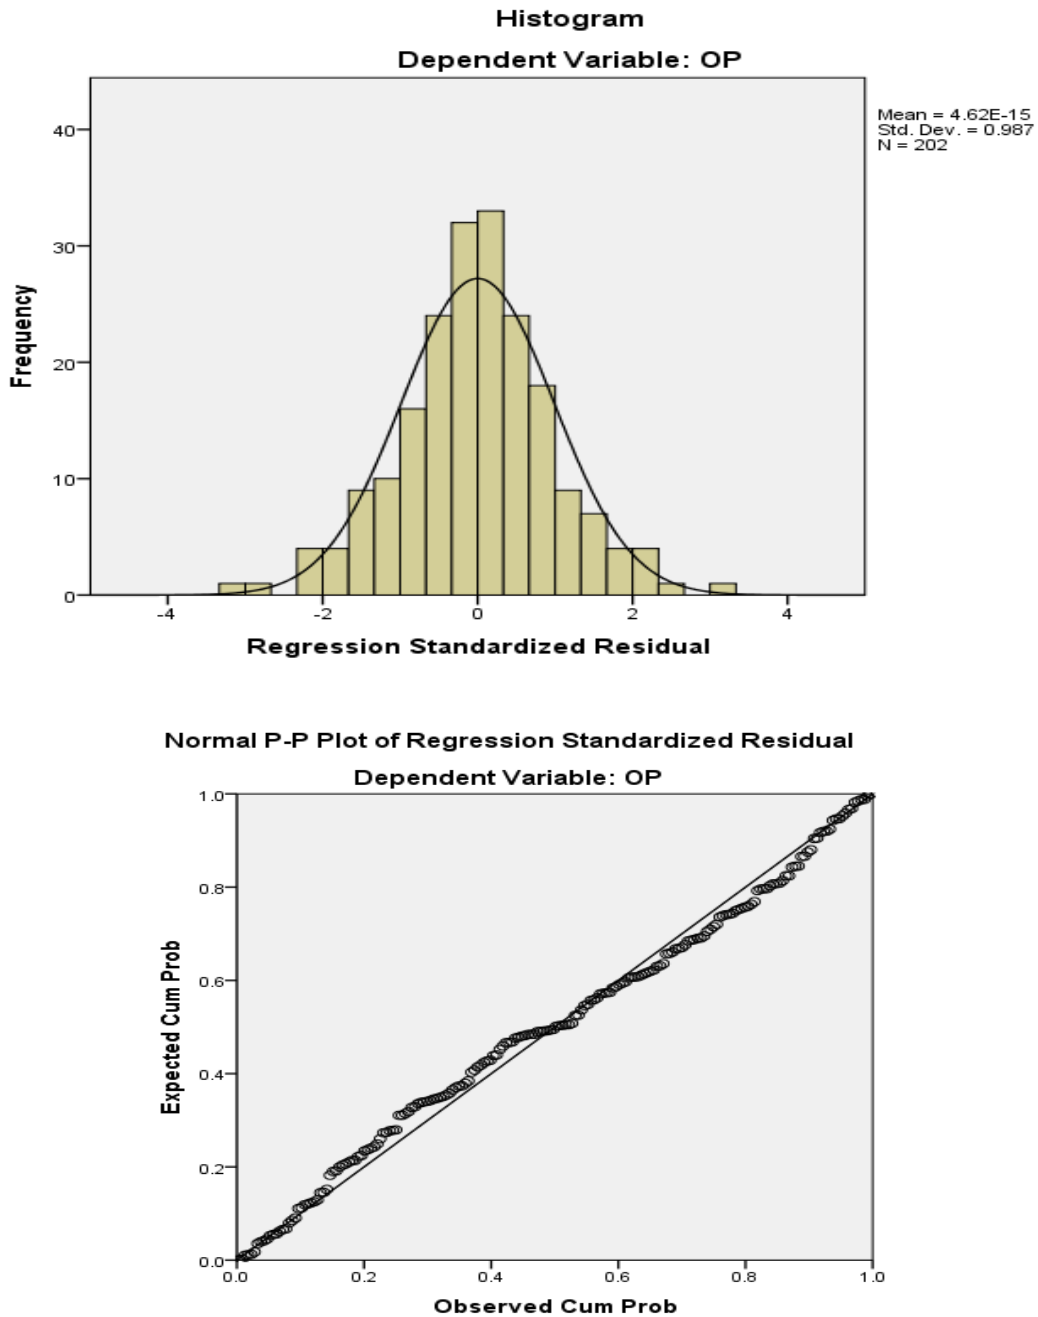 Histogram
Dependent Variable: OP
Mean = 4.62E-15
Std. Dev. = 0.987
N = 202
40
30
20
10
0
Frequency
-4 -2 0 2 4
Regression Standardized Residual
Normal P-P Plot of Regression Standardized Residual
Dependent Variable: OP
1.0
0.8
0.6
0.4
0.2
0.0
Expected Cum Prob
0.0 0.2 0.4 0.6 0.8 1.0
Observed Cum Prob